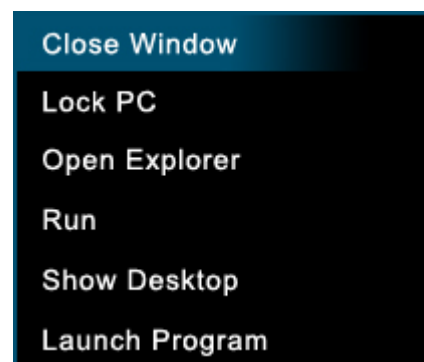 Close Window
Lock PC
Open Explorer
Run
Show Desktop
Launch Program